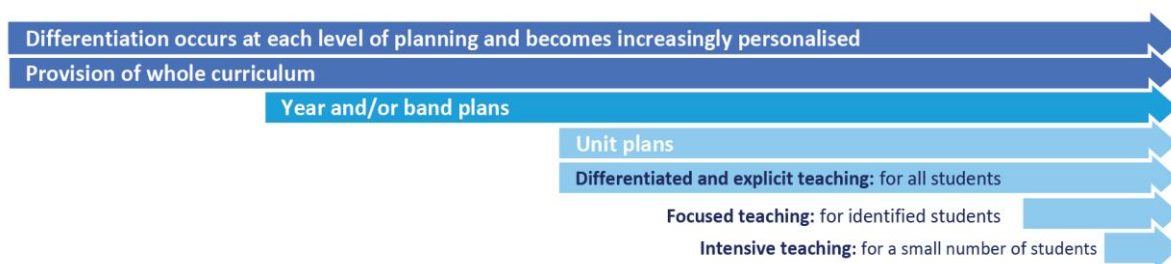 Differentiation occurs at each level of planning and becomes increasingly personalised
Provision of whole curriculum
Year and/or band plans
Unit plans
Differentiated and explicit teaching: for all students
Focused teaching: for identified students
Intensive teaching: for a small number of students